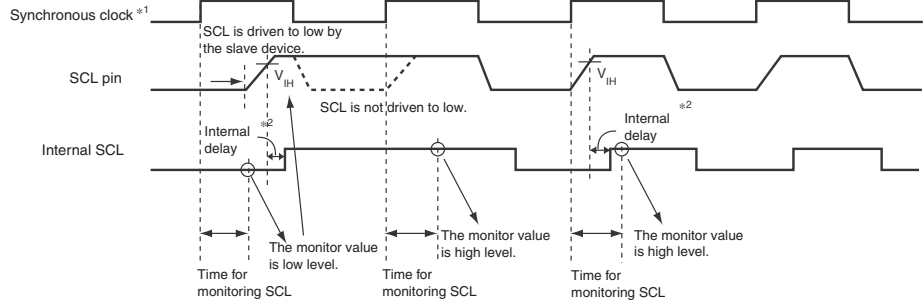 Synchronous clock *1
SCL is driven to low by
the slave device.
SCL pin
VIH
VIH
SCL is not driven to low.
*2
*2
Internal
delay
Internal
delay
Internal SCL
The monitor value
is low level.
The monitor value
is high level.
The monitor value
is high level.
Time for
monitoring SCL
Time for
monitoring SCL
Time for
monitoring SCL